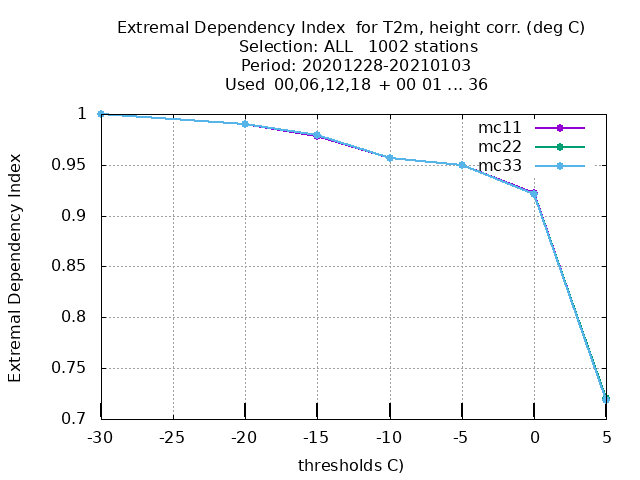 Extremal Dependency Index  for T2m, height corr. (deg C)
Selection: ALL   1002 stations
Period: 20201228-20210103
Used  00,06,12,18  + 00 01 ... 36
Extremal Dependency Index
1
0.95
0.9
0.85
0.8
0.75
0.7
mc11
mc22
mc33
-30 -25 -20 -15 -10 -5 0 5
thresholds C)